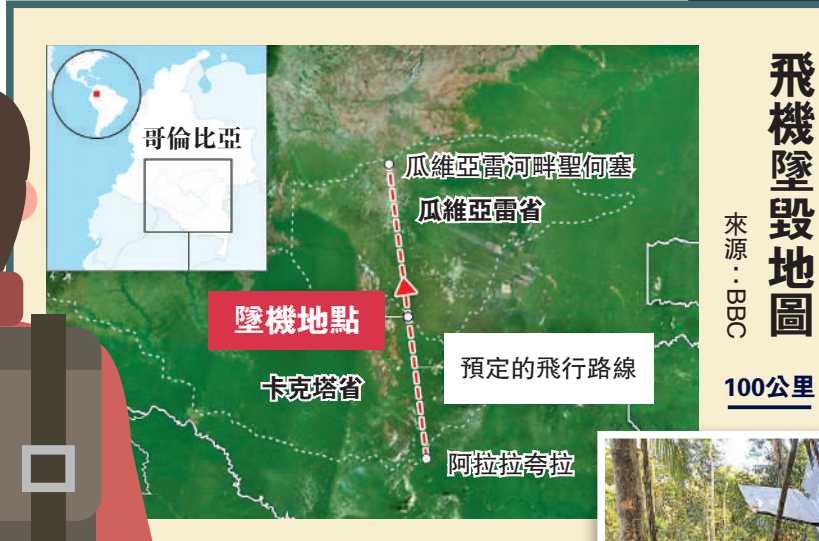 飛機墜毀地圖
來源：BBC
100公里
哥倫比亞
瓜維亞雷河畔聖何塞
瓜維亞雷省
墜機地點
預定的飛行路線
卡克塔省
阿拉拉夸拉